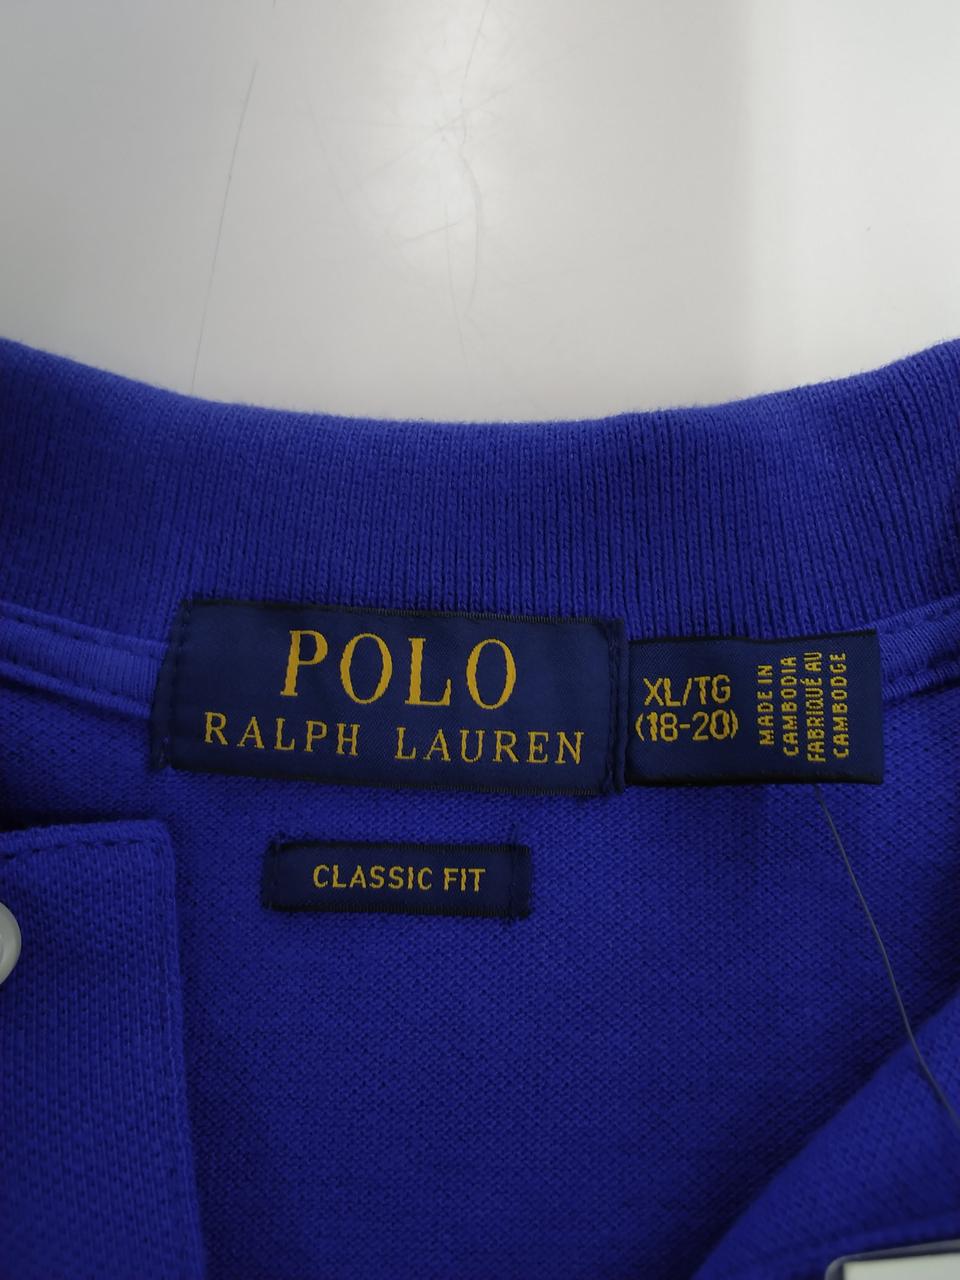 POLO
RALPH LAUREN
XL/TG
(18-20)
MADE IN
CAMBODIA
FABRIQUÉ AU
CAMBODGE
CLASSIC FIT